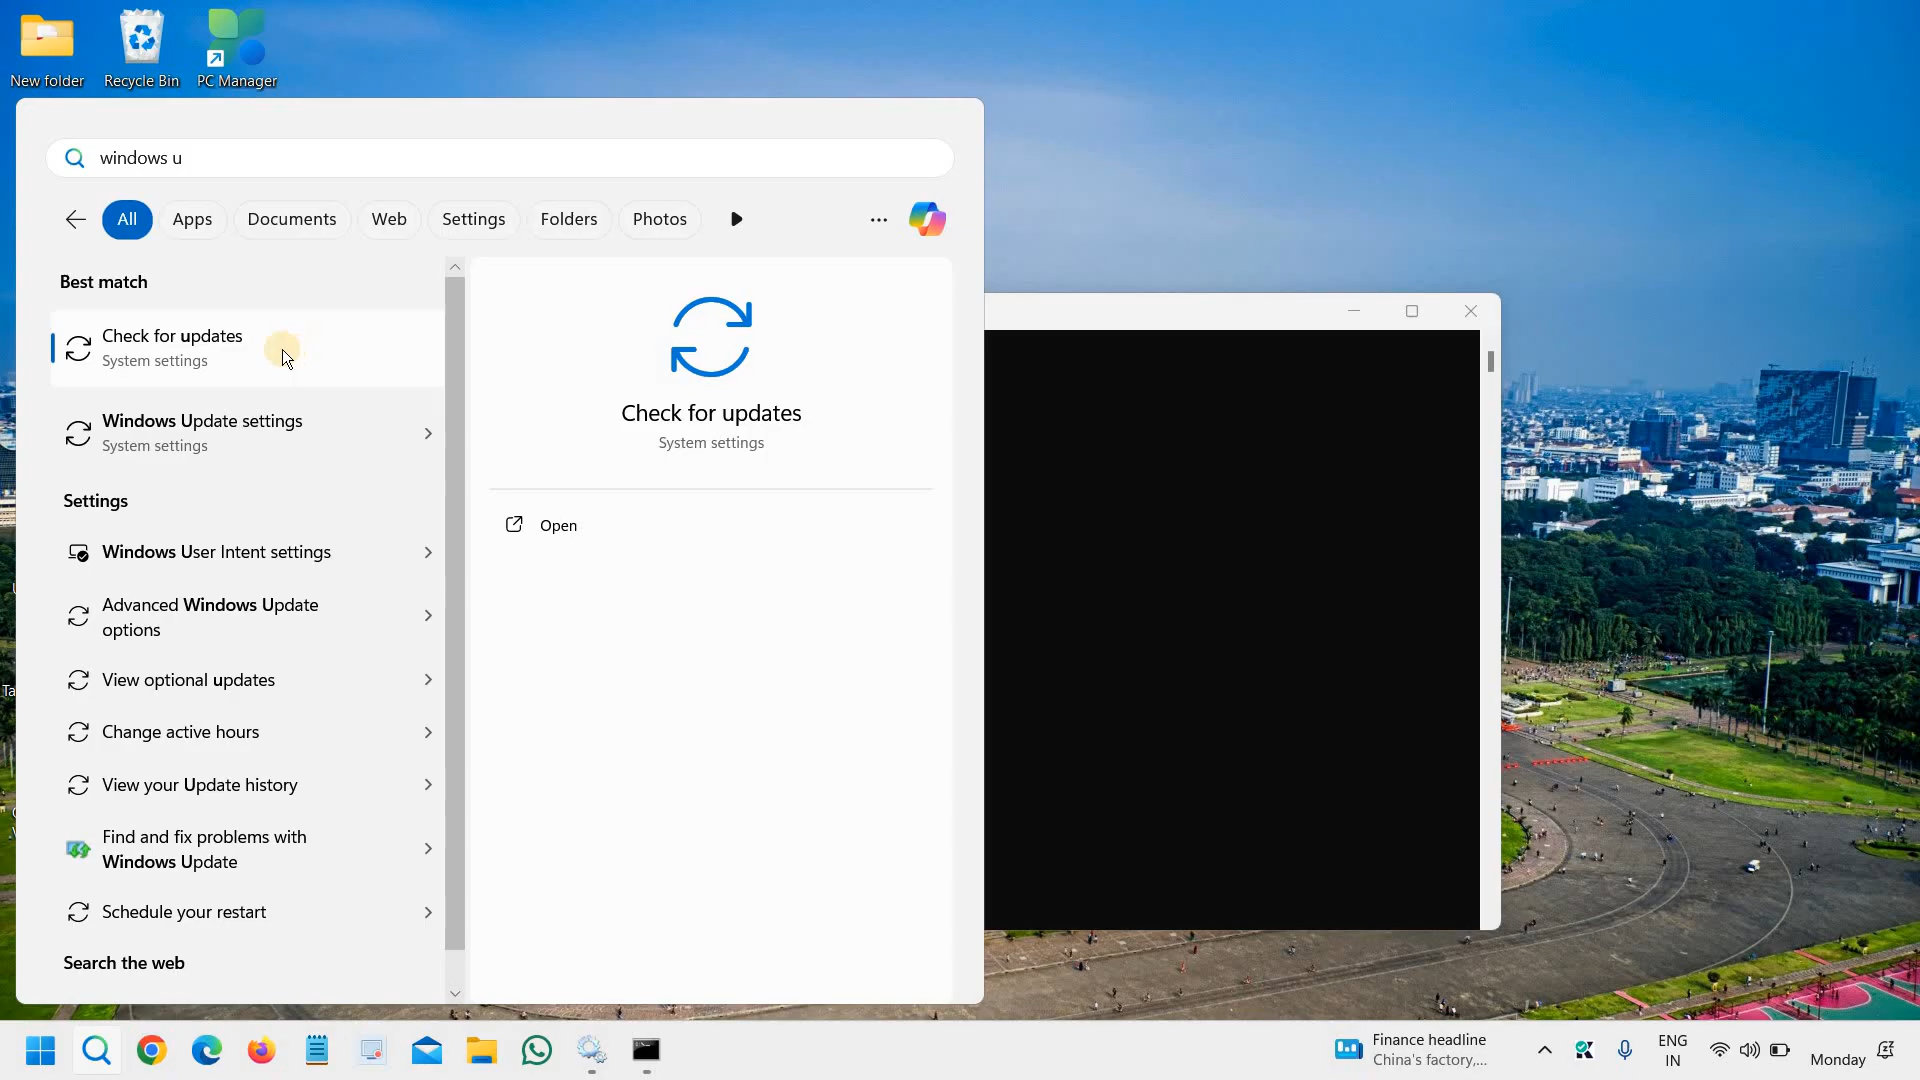 New folder
Recycle Bin
PC Manager
windows u
All
Apps
Documents
Web
Settings
Folders
Photos
Best match
Check for updates
System settings
Windows Update settings
System settings
Settings
Windows User Intent settings
Advanced Windows Update
options
View optional updates
Change active hours
View your Update history
Find and fix problems with
Windows Update
Schedule your restart
Search the web
Check for updates
System settings
Open
Ta
Finance headline
China's factory,...
ENG
IN
Monday